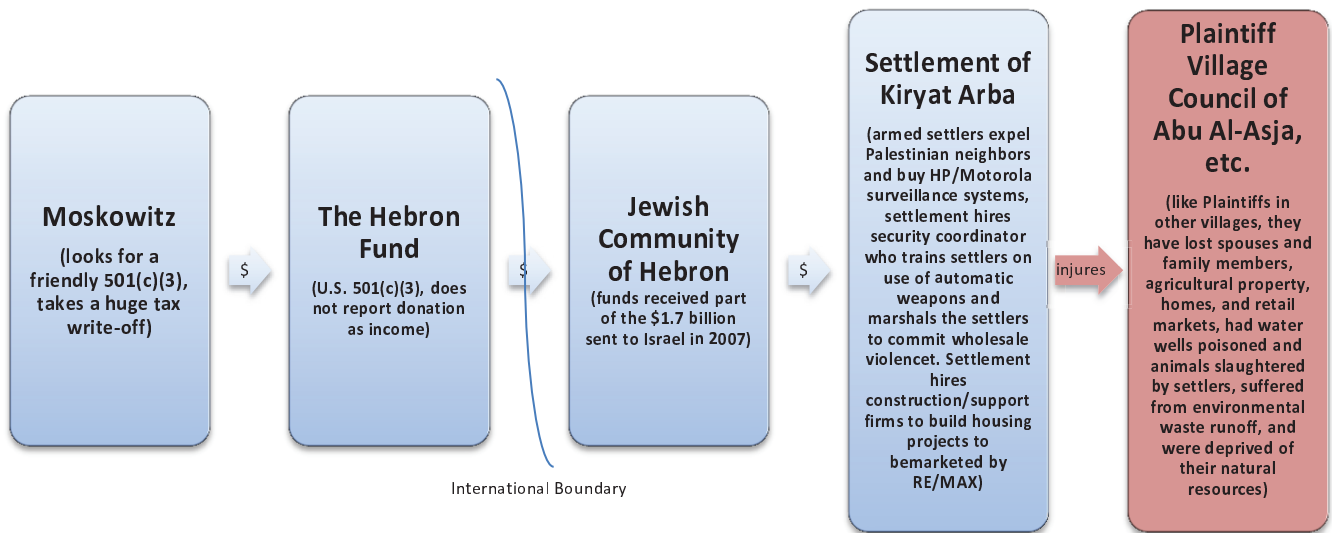 Moskowitz
(looks for a
friendly 501(c)(3),
takes a huge tax
write-off)
$
The Hebron
Fund
(U.S. 501(c)(3), does
not report donation
as income)
$
International Boundary
Jewish
Community
of Hebron
(funds received part
of the $1.7 billion
sent to Israel in 2007)
$
Settlement of
Kiryat Arba
(armed settlers expel
Palestinian neighbors
and buy HP/Motorola
surveillance systems,
settlement hires
security coordinator
who trains settlers on
use of automatic
weapons and
marshals the settlers
to commit wholesale
violencet. Settlement
hires
construction/support
firms to build housing
projects to
bemarketed by
RE/MAX)
injures
Plaintiff
Village
Council of
Abu Al-Asja,
etc.
(like Plaintiffs in
other villages, they
have lost spouses and
family members,
agricultural property,
homes, and retail
markets, had water
wells poisoned and
animals slaughtered
by settlers, suffered
from environmental
waste runoff, and
were deprived of
their natural
resources)